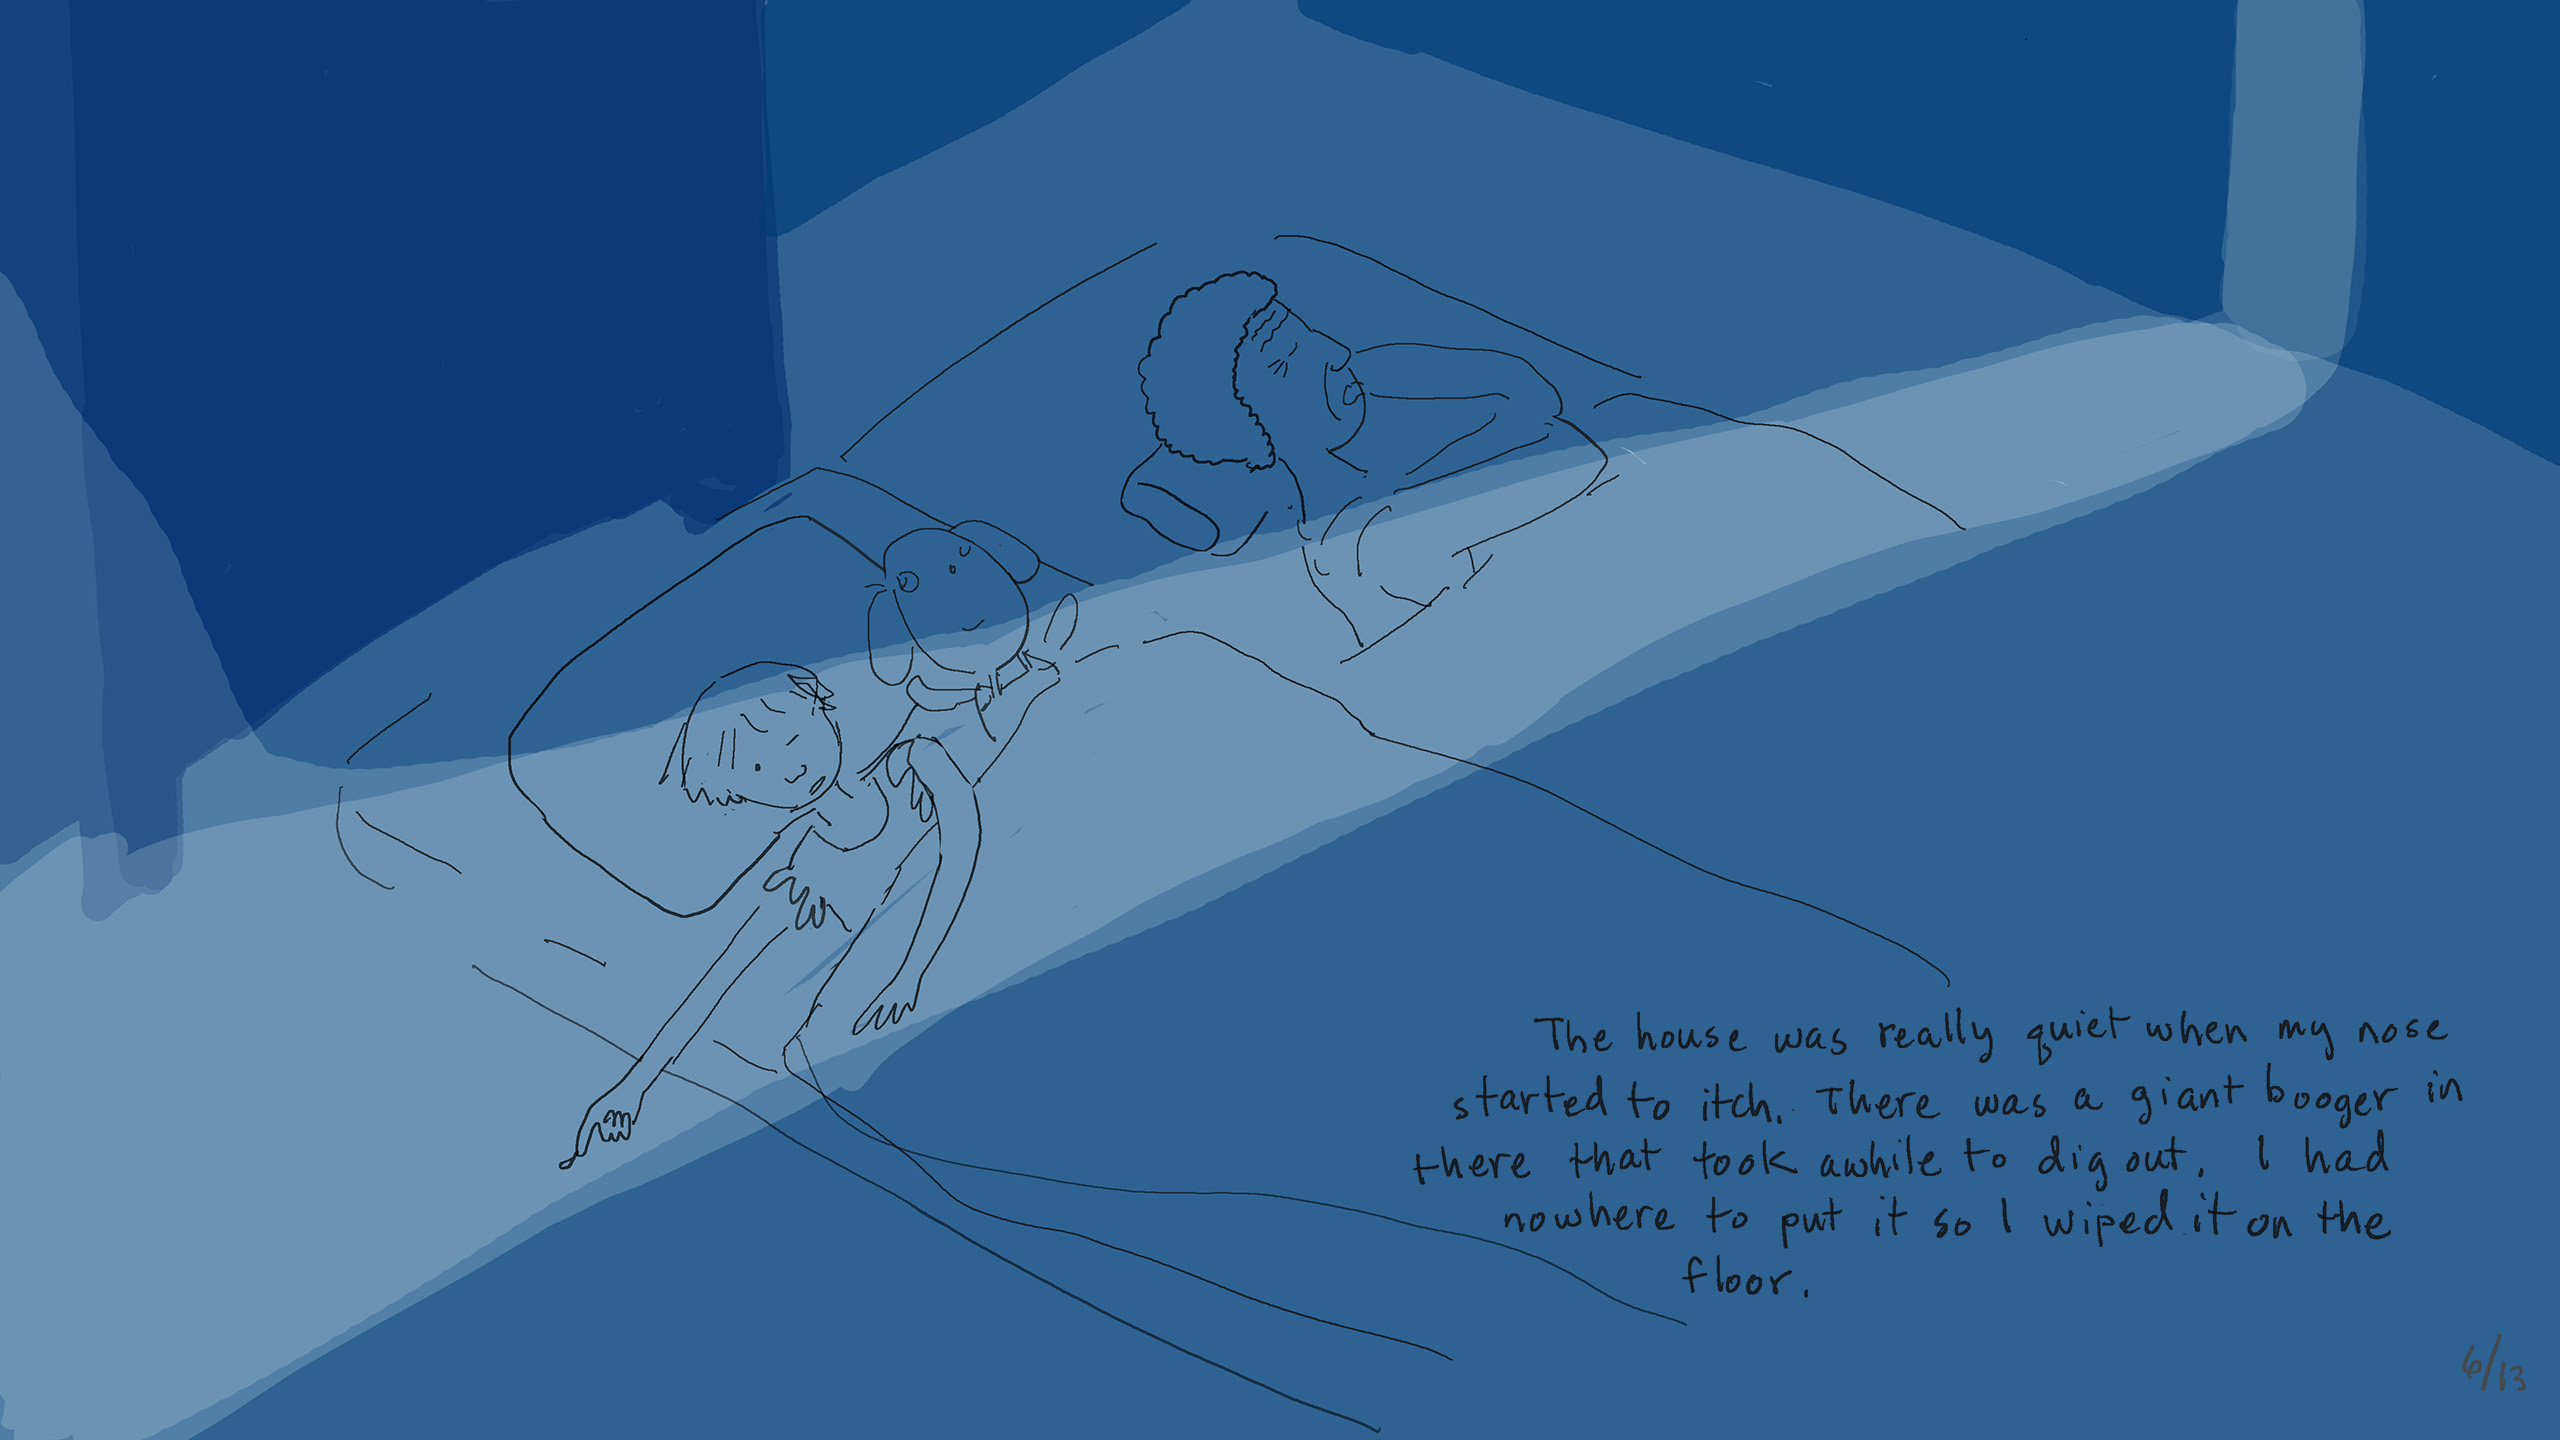 The house was really quiet when my nose
started to itch. There was a giant booger in
there that took awhile to dig out. I had
nowhere to put it so I wiped it on the
floor.
6/13